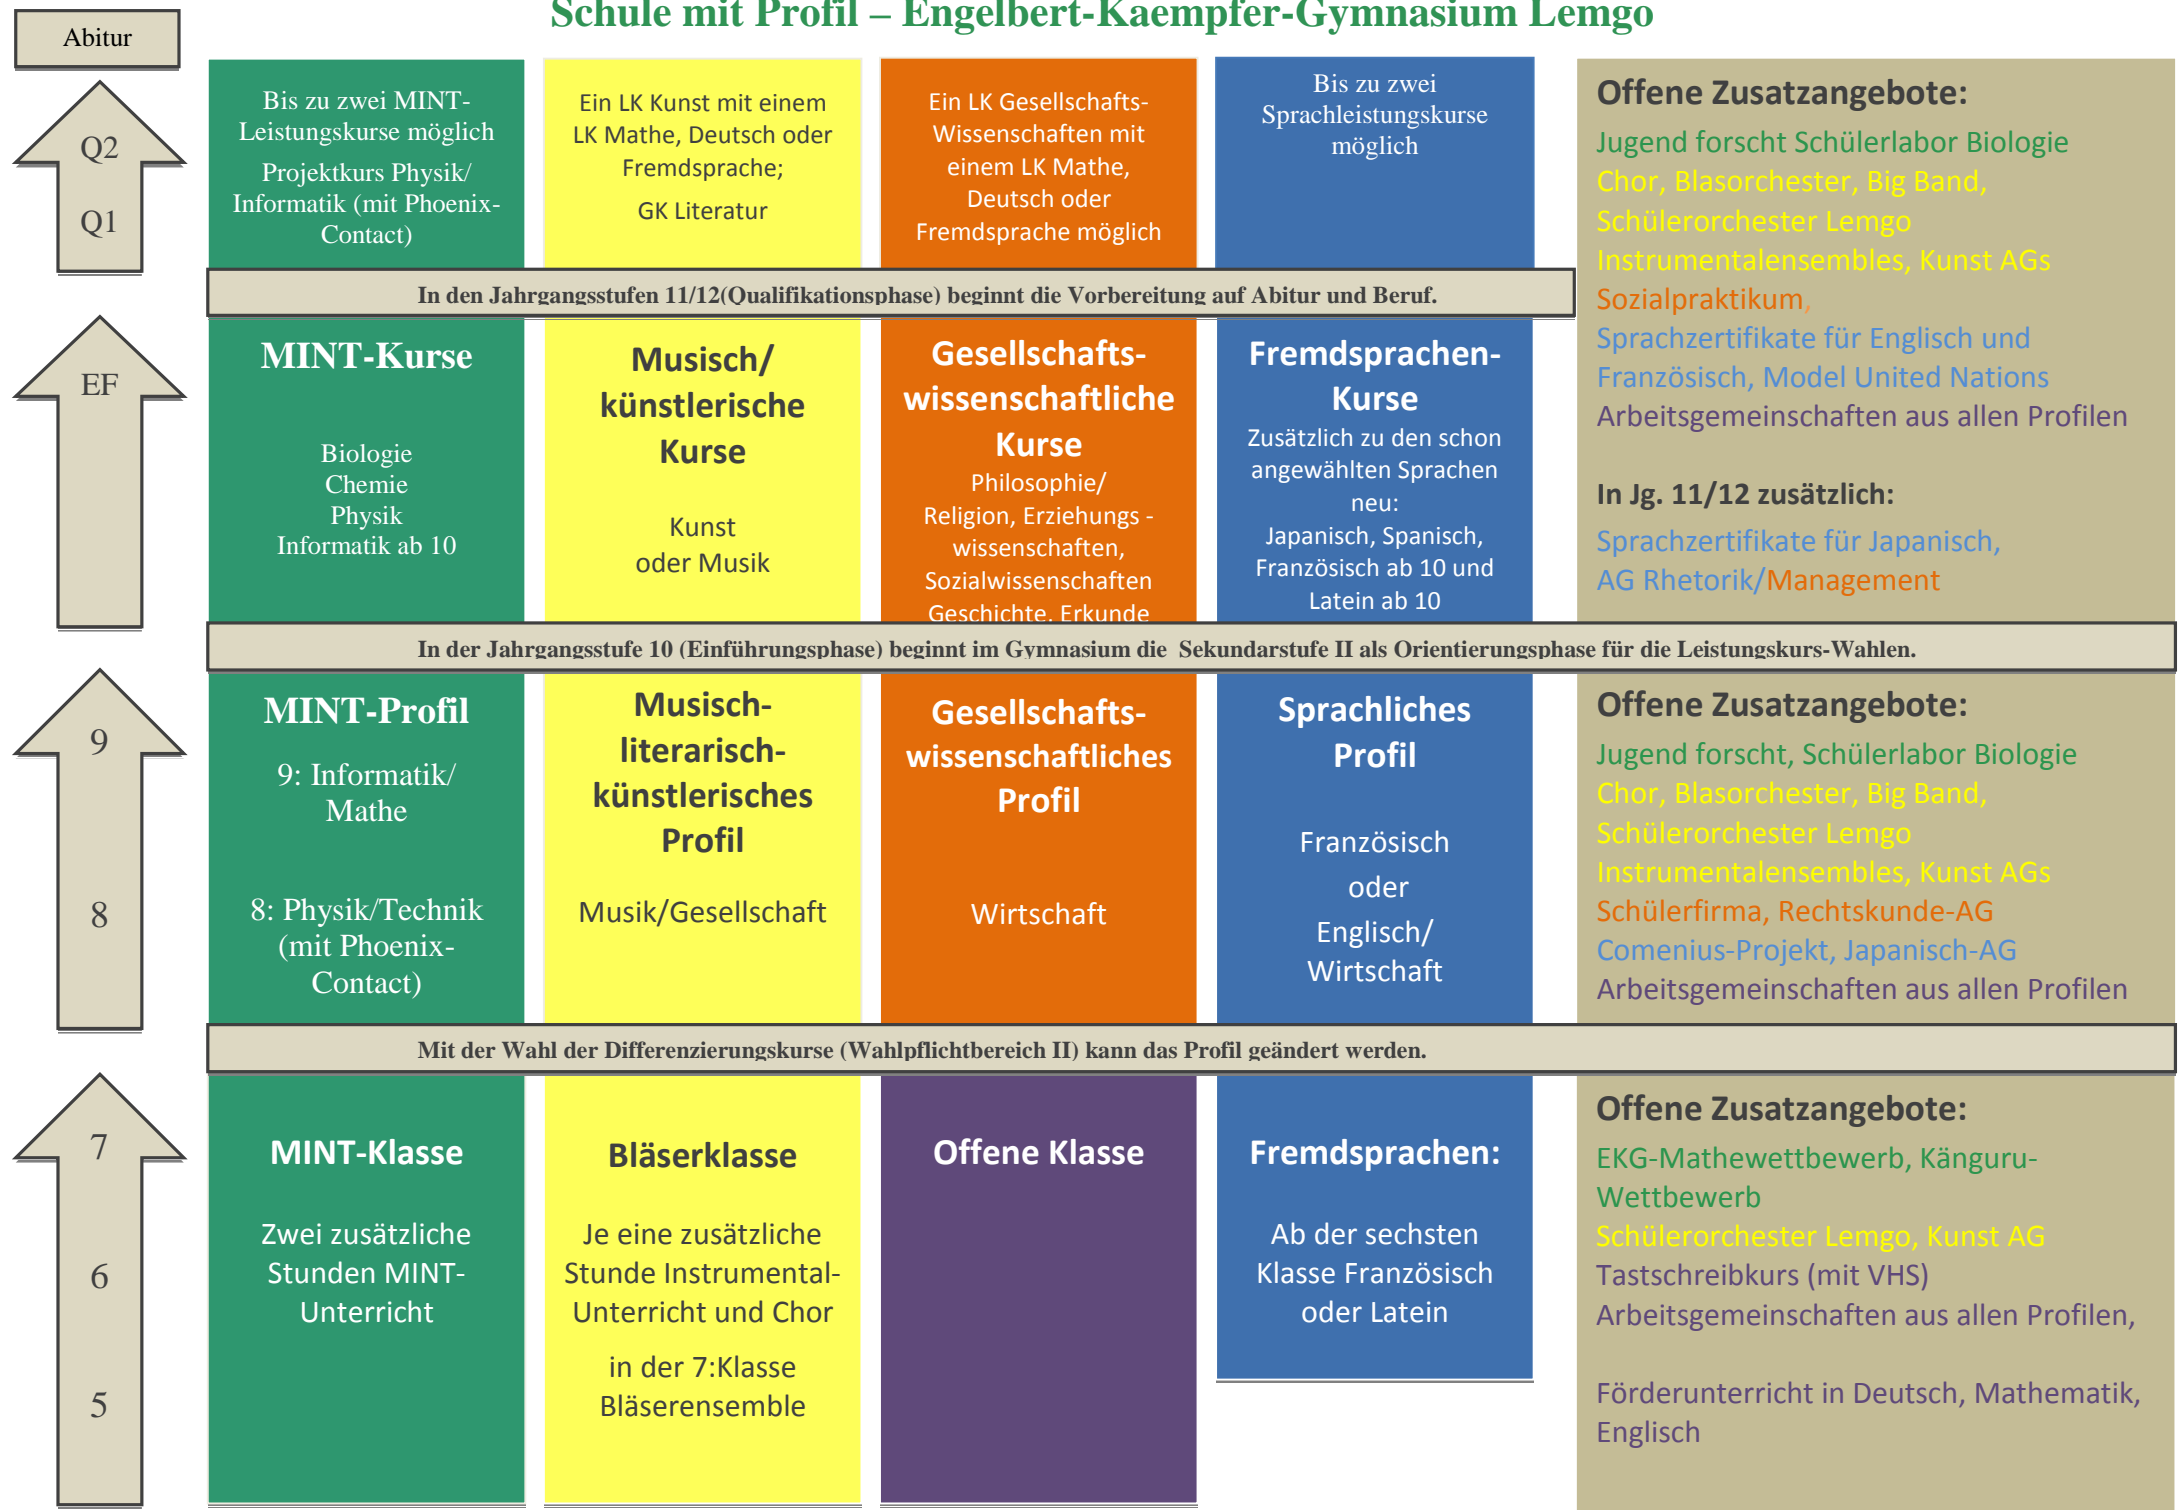 Schule mit Profil – Engelbert-Kaempfer-Gymnasium Lemgo
Abitur
Q2
Q1
Bis zu zwei MINT-
Leistungskurse möglich
Projektkurs Physik/
Informatik (mit Phoenix-
Contact)
Ein LK Kunst mit einem
LK Mathe, Deutsch oder
Fremdsprache;
GK Literatur
Ein LK Gesellschafts-
Wissenschaften mit
einem LK Mathe,
Deutsch oder
Fremdsprache möglich
Bis zu zwei
Sprachleistungskurse
möglich
Offene Zusatzangebote:
Jugend forscht Schülerlabor Biologie
Chor, Blasorchester, Big Band,
Schülerorchester Lemgo
Instrumentalensembles, Kunst AGs
Sozialpraktikum,
Sprachzertifikate für Englisch und
Französisch, Model United Nations
Arbeitsgemeinschaften aus allen Profilen
In Jg. 11/12 zusätzlich:
Sprachzertifikate für Japanisch,
AG Rhetorik/Management
In den Jahrgangsstufen 11/12(Qualifikationsphase) beginnt die Vorbereitung auf Abitur und Beruf.
EF
MINT-Kurse
Biologie
Chemie
Physik
Informatik ab 10
Musisch/
künstlerische
Kurse
Kunst
oder Musik
Gesellschafts-
wissenschaftliche
Kurse
Philosophie/
Religion, Erziehungs -
wissenschaften,
Sozialwissenschaften
Geschichte, Erkunde
Fremdsprachen-
Kurse
Zusätzlich zu den schon
angewählten Sprachen
neu:
Japanisch, Spanisch,
Französisch ab 10 und
Latein ab 10
In der Jahrgangsstufe 10 (Einführungsphase) beginnt im Gymnasium die  Sekundarstufe II als Orientierungsphase für die Leistungskurs-Wahlen.
9
8
MINT-Profil
9: Informatik/
Mathe
8: Physik/Technik
(mit Phoenix-
Contact)
Musisch-
literarisch-
künstlerisches
Profil
Musik/Gesellschaft
Gesellschafts-
wissenschaftliches
Profil
Wirtschaft
Sprachliches
Profil
Französisch
oder
Englisch/
Wirtschaft
Offene Zusatzangebote:
Jugend forscht, Schülerlabor Biologie
Chor, Blasorchester, Big Band,
Schülerorchester Lemgo
Instrumentalensembles, Kunst AGs
Schülerfirma, Rechtskunde-AG
Comenius-Projekt, Japanisch-AG
Arbeitsgemeinschaften aus allen Profilen
Mit der Wahl der Differenzierungskurse (Wahlpflichtbereich II) kann das Profil geändert werden.
7
6
5
MINT-Klasse
Zwei zusätzliche
Stunden MINT-
Unterricht
Bläserklasse
Je eine zusätzliche
Stunde Instrumental-
Unterricht und Chor
in der 7:Klasse
Bläserensemble
Offene Klasse
Fremdsprachen:
Ab der sechsten
Klasse Französisch
oder Latein
Offene Zusatzangebote:
EKG-Mathewettbewerb, Känguru-
Wettbewerb
Schülerorchester Lemgo, Kunst AG
Tastschreibkurs (mit VHS)
Arbeitsgemeinschaften aus allen Profilen,
Förderunterricht in Deutsch, Mathematik,
Englisch